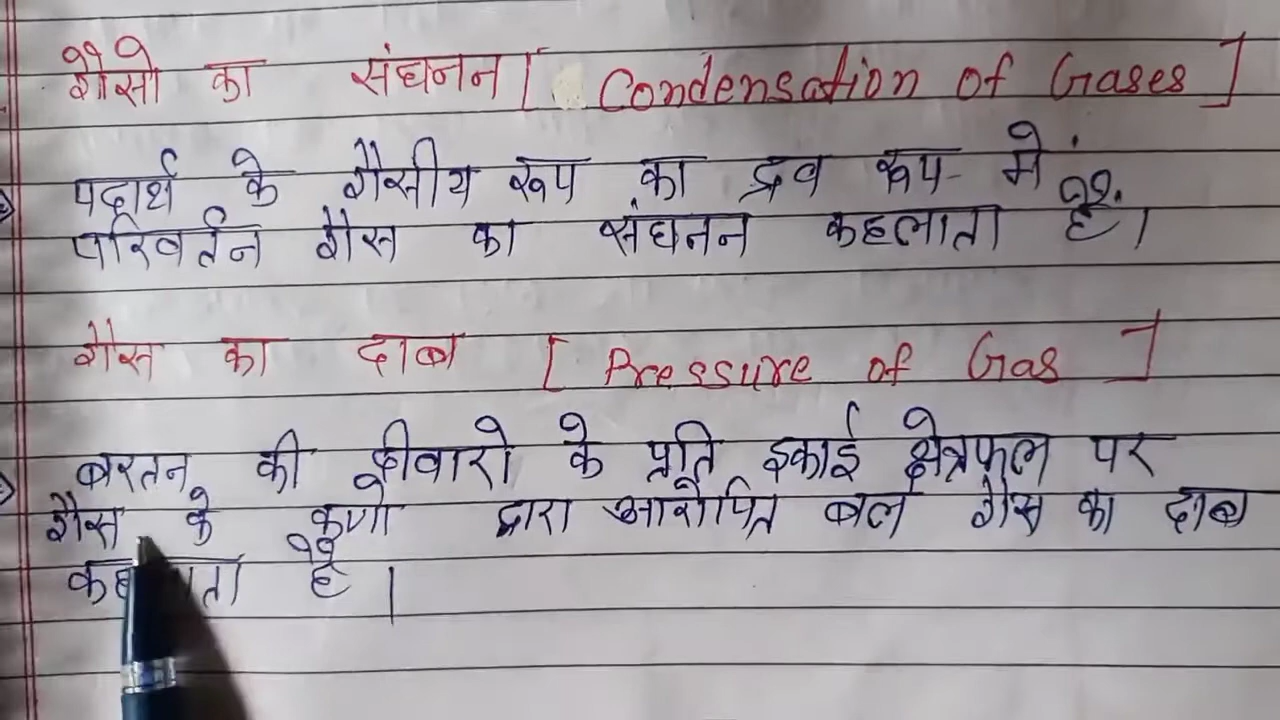 गैसो का संघनन [ Condensation of Gases ]
पदार्थ के गैसीय रूप का द्रव रूप में
परिवर्तन गैस का संघनन कहलाता है।
गैस का दाब [ Pressure of Gas ]
बरतन की दीवारो के प्रति इकाई क्षेत्रफल पर
गैस के कणो द्वारा आरोपित बल गैस का दाब
है।